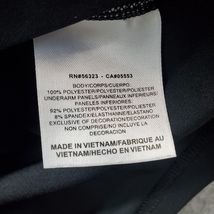 RN#56323 - CA#05553
BODY/CORPS/CUERPO:
100% POLYESTER/POLYESTER/POLIESTER
UNDERARM PANELS/PANNEAUX INFERIEURS/
PANELES INFERIORES:
92% POLYESTER/POLYESTER/POLIESTER
8% SPANDEX/ELASTHANNE/ELASTANO
EXCLUSIVE OF DECORATION/DECORATION
NON COMPRISE/NO INCLUYE LA
DECORACION
MADE IN VIETNAM/FABRIQUE AU
VIETNAM/HECHO EN VIETNAM